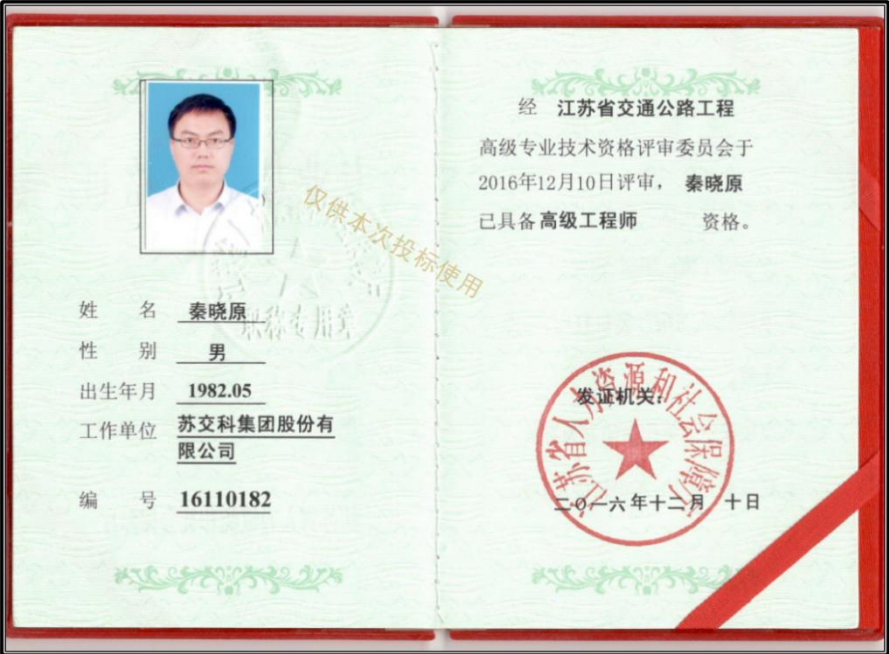 姓 名 秦晓原
性 别 男
出生年月 1982.05
工作单位 苏交科集团股份有
限公司
编 号 16110182
职称专用章
仅供本次投标使用
经 江苏省交通公路工程
高级专业技术资格评审委员会于
2016年12月10日评审， 秦晓原
已具备高级工程师 资格。
江苏省人力资源和社会保障厅
发证机关：
二〇一六年十二月 十日